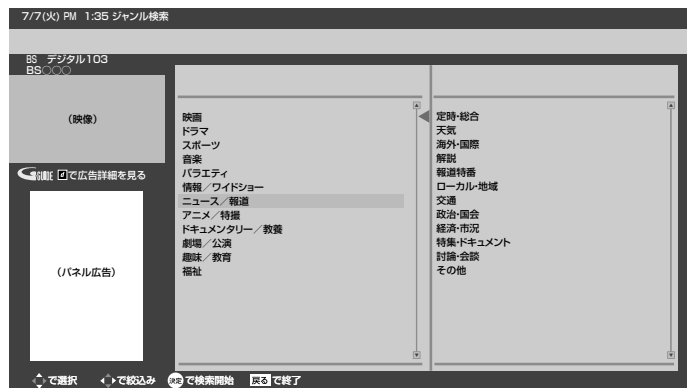 7/7(火) PM 1:35 ジャンル検索
BS デジタル103
BS○○○
(映像)
GGUIDE dで広告詳細を見る
(パネル広告)
映画
ドラマ
スポーツ
音楽
バラエティ
情報／ワイドショー
ニュース／報道
アニメ／特撮
ドキュメンタリー／教養
劇場／公演
趣味／教育
福祉
定時・総合
天気
海外・国際
解説
報道特番
ローカル・地域
交通
政治・国会
経済・市況
特集・ドキュメント
討論・会談
その他
で選択 で絞込み 決定で検索開始 戻るで終了